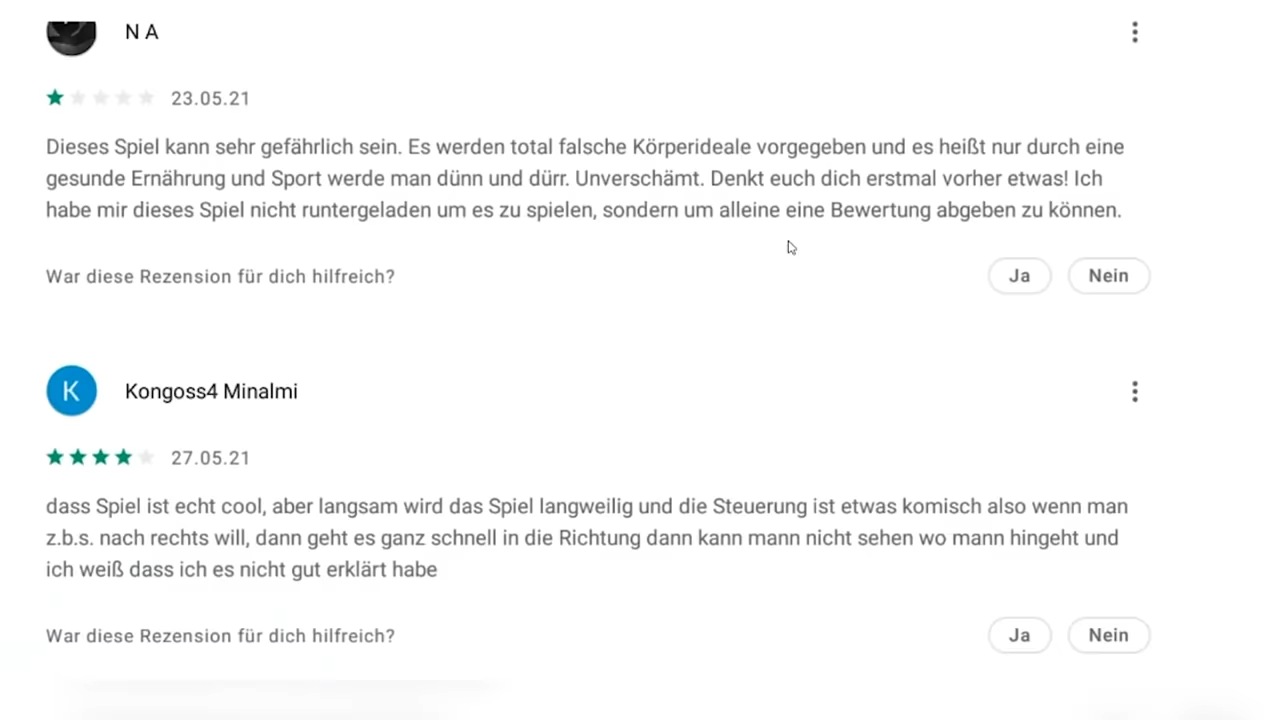 N A
23.05.21
Dieses Spiel kann sehr gefährlich sein. Es werden total falsche Körperideale vorgegeben und es heißt nur durch eine
gesunde Ernährung und Sport werde man dünn und dürr. Unverschämt. Denkt euch dich erstmal vorher etwas! Ich
habe mir dieses Spiel nicht runtergeladen um es zu spielen, sondern um alleine eine Bewertung abgeben zu können.
War diese Rezension für dich hilfreich? Ja Nein
K Kongoss4 Minalmi
27.05.21
dass Spiel ist echt cool, aber langsam wird das Spiel langweilig und die Steuerung ist etwas komisch also wenn man
z.b.s. nach rechts will, dann geht es ganz schnell in die Richtung dann kann mann nicht sehen wo mann hingeht und
ich weiß dass ich es nicht gut erklärt habe
War diese Rezension für dich hilfreich? Ja Nein